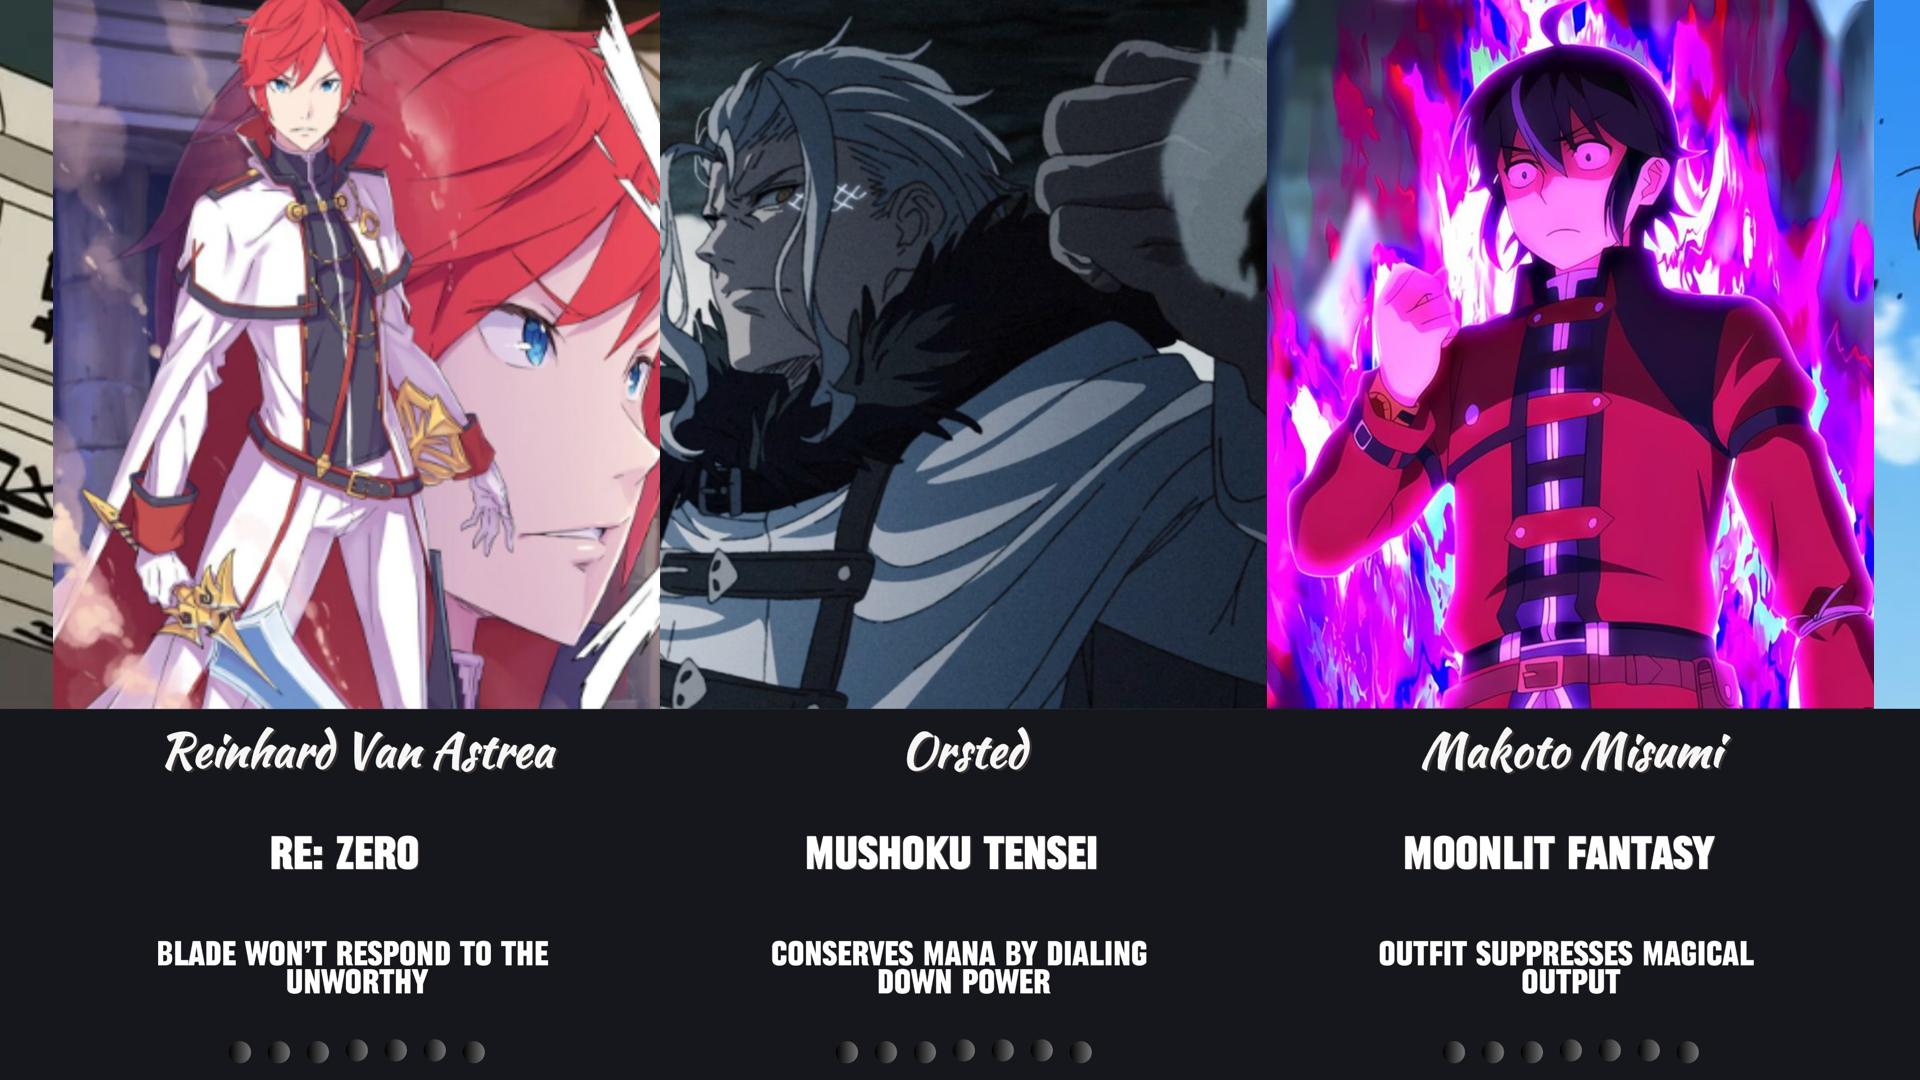 Reinhard Van Astrea
RE: ZERO
BLADE WON'T RESPOND TO THE
UNWORTHY
Orsted
MUSHOKU TENSEI
CONSERVES MANA BY DIALING
DOWN POWER
Makoto Misumi
MOONLIT FANTASY
OUTFIT SUPPRESSES MAGICAL
OUTPUT